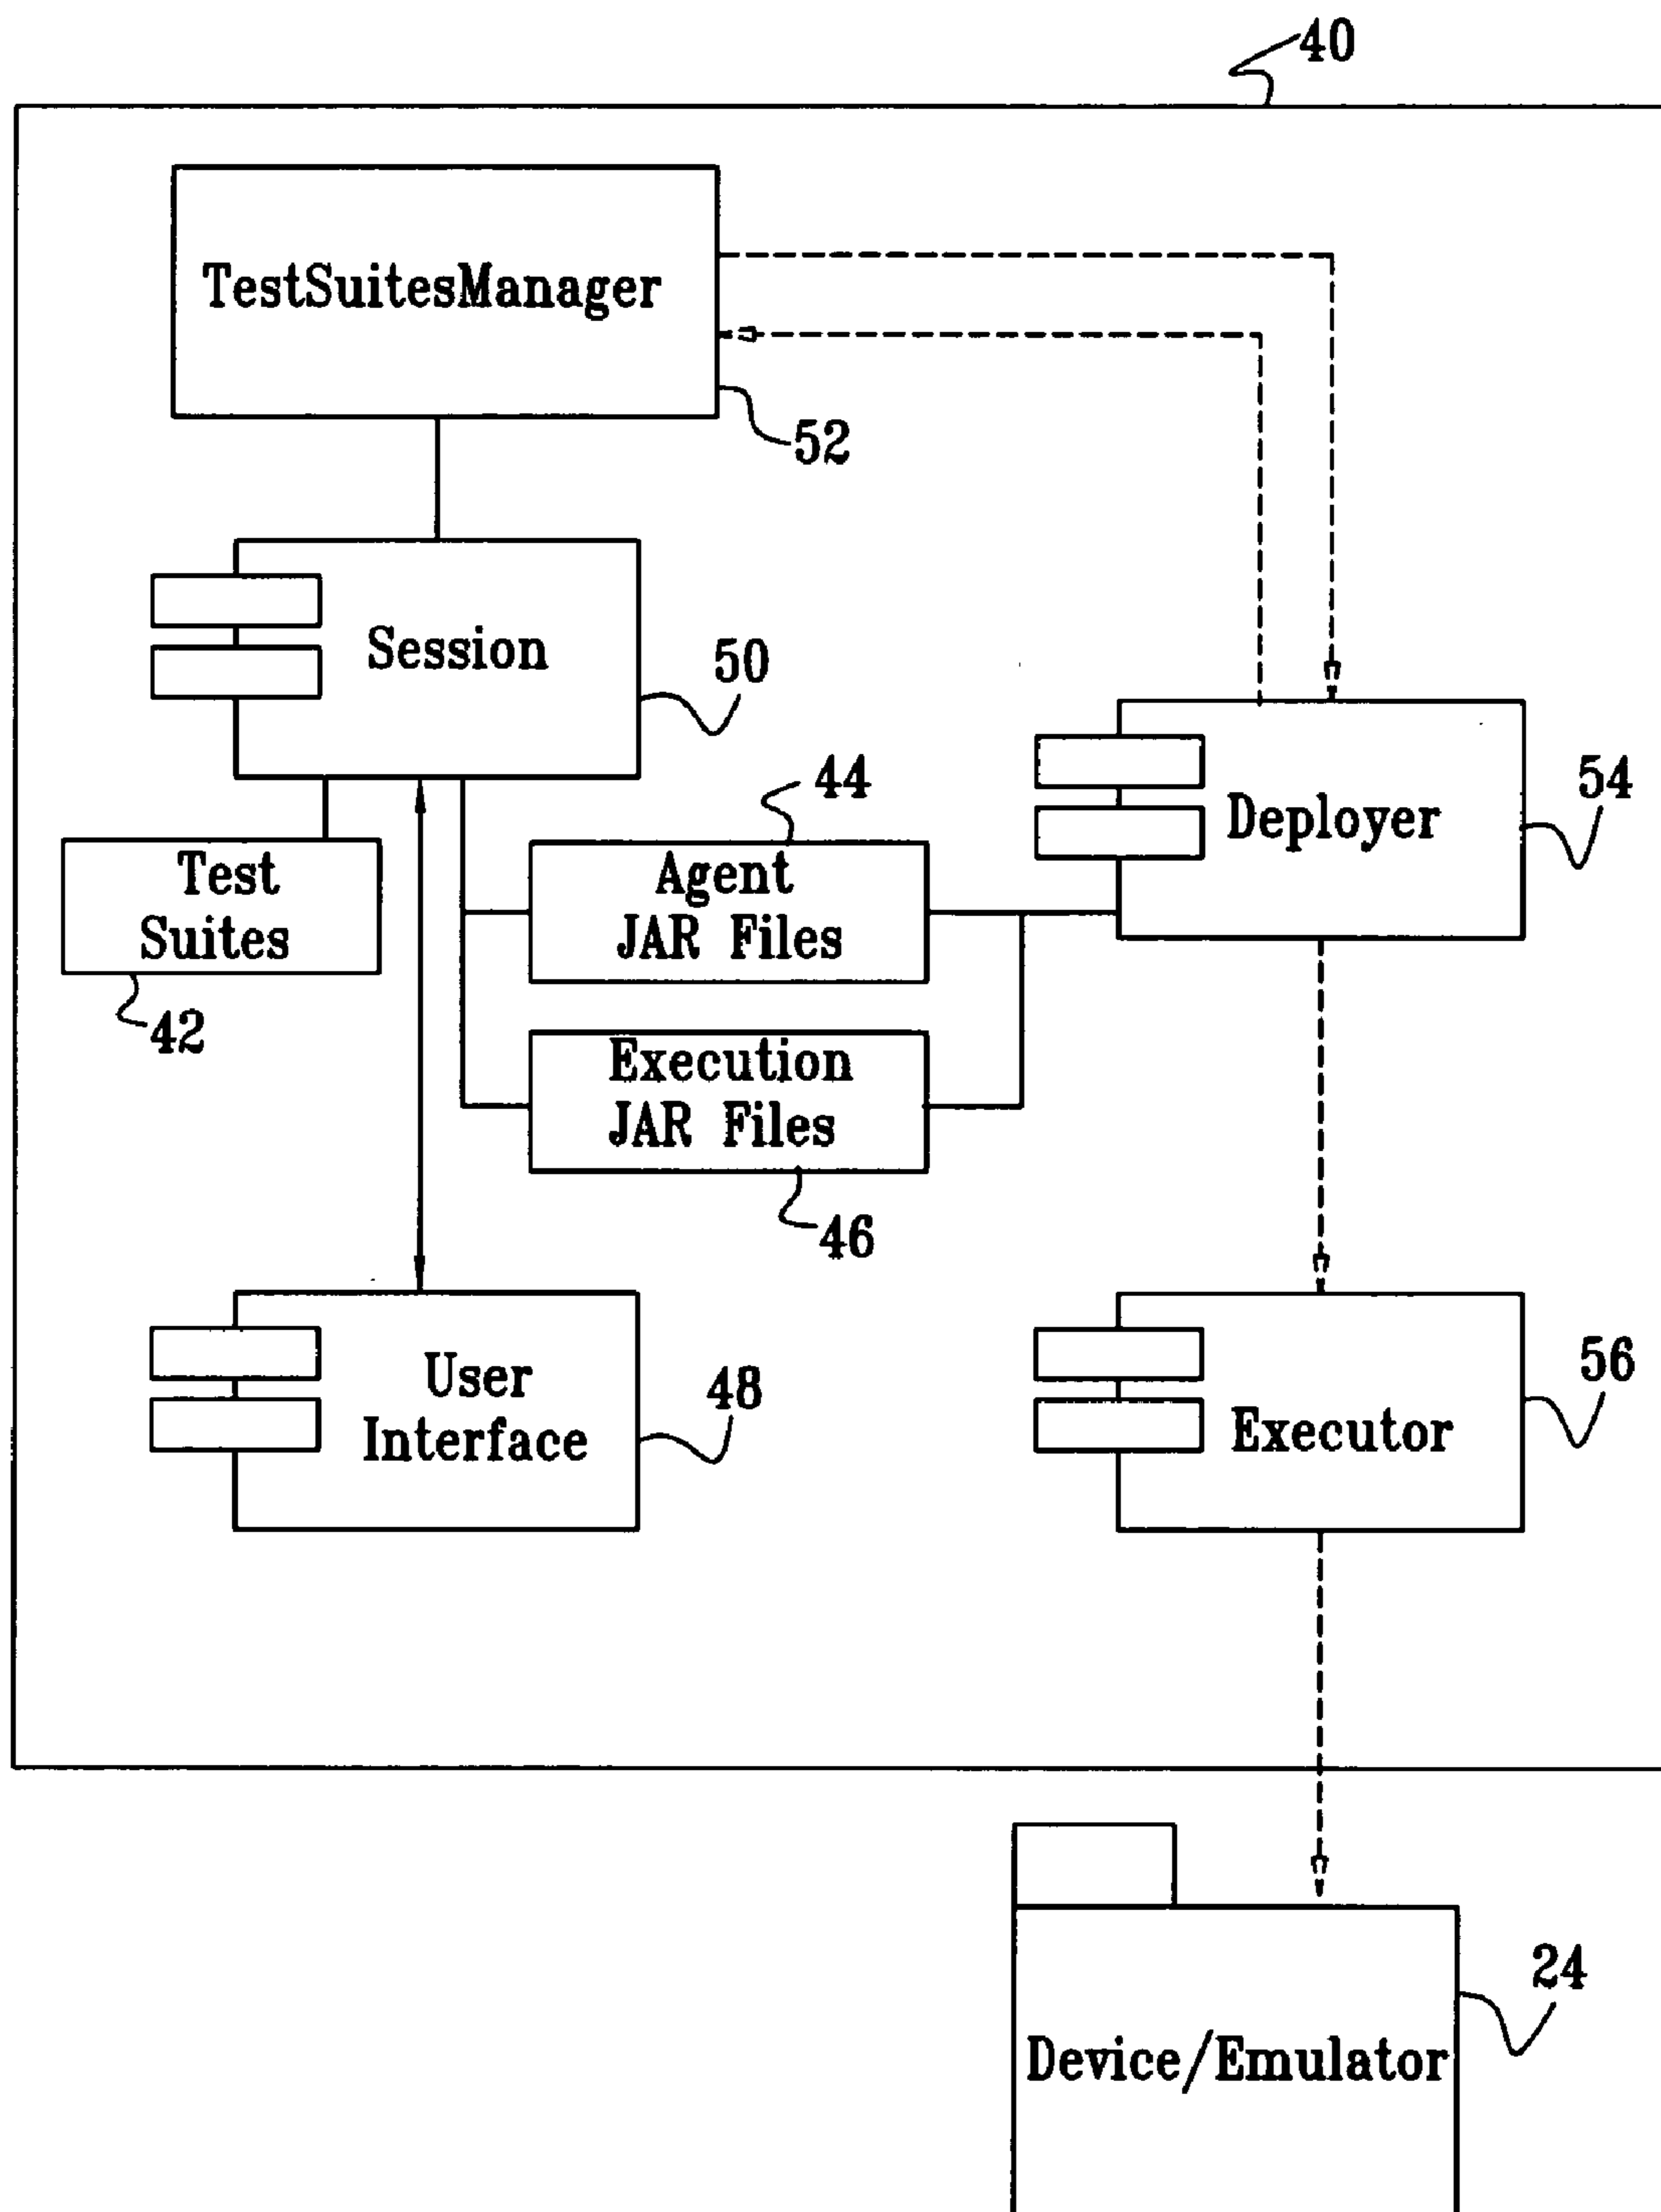 40
TestSuitesManager
52
Session
50
44
54
Test
Suites
Agent
JAR Files
Deployer
42
Execution
JAR Files
46
User
Interface
48
56
Executor
24
Device/Emulator